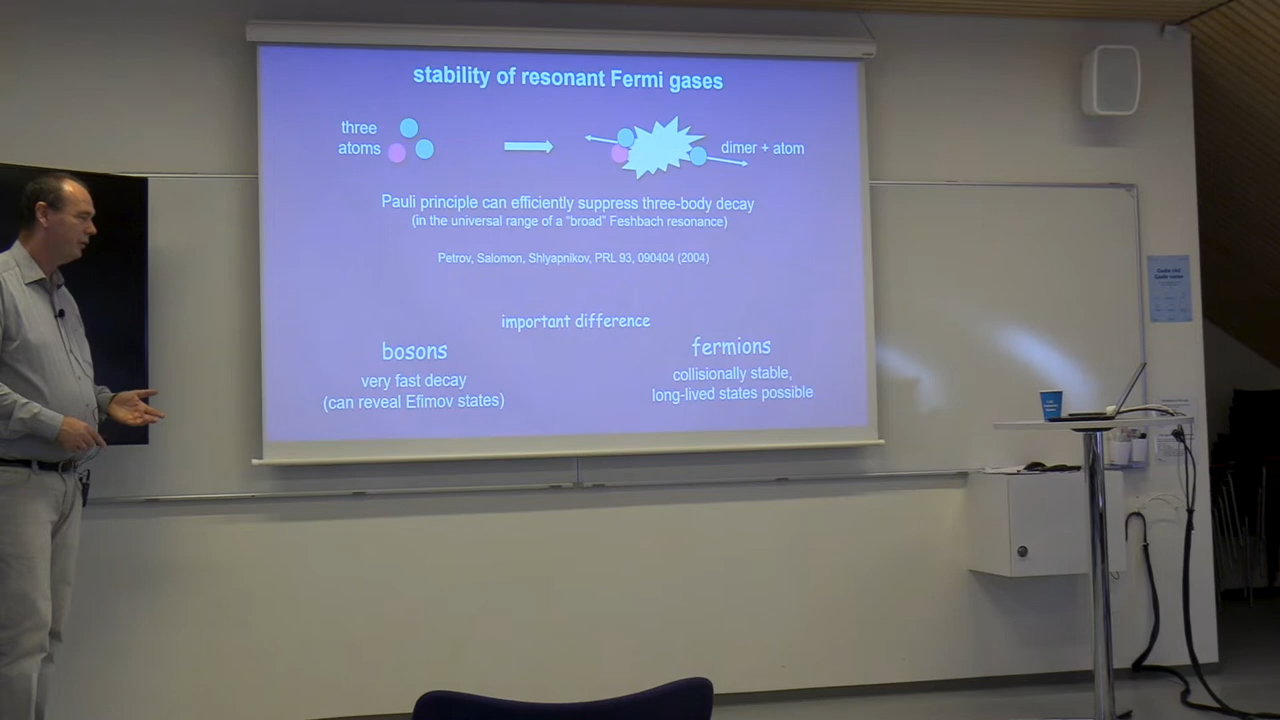 stability of resonant Fermi gases
three
atoms
dimer + atom
Pauli principle can efficiently suppress three-body decay
(in the universal range of a “broad” Feshbach resonance)
Petrov, Salomon, Shlyapnikov, PRL 93, 090404 (2004)
important difference
bosons
fermions
very fast decay
(can reveal Efimov states)
collisionally stable,
long-lived states possible